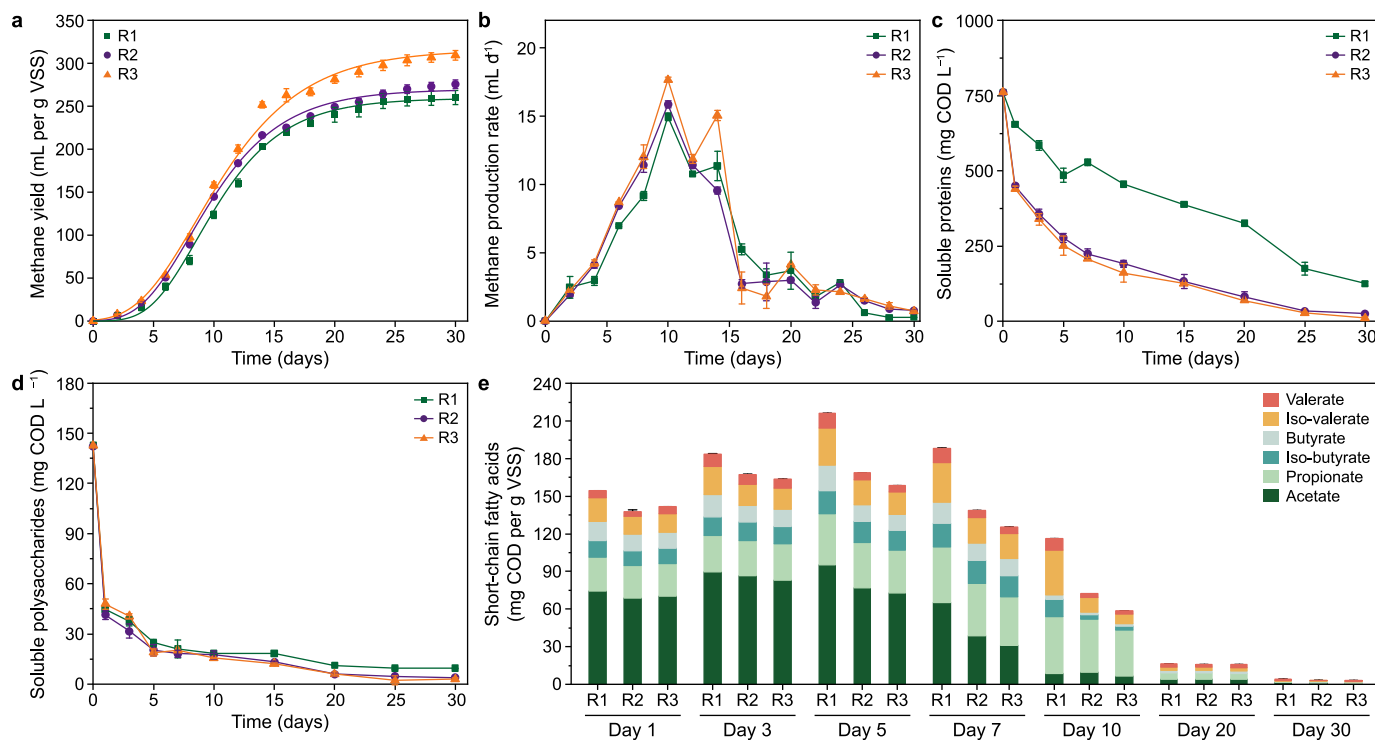 a
Methane yield (mL per g VSS)
350
300
250
200
150
100
50
0
R1
R2
R3
0 5 10 15 20 25 30
Time (days)
b
Methane production rate (mL d⁻¹)
20
15
10
5
0
R1
R2
R3
0 5 10 15 20 25 30
Time (days)
c
Soluble proteins (mg COD L⁻¹)
1000
750
500
250
0
R1
R2
R3
0 5 10 15 20 25 30
Time (days)
d
Soluble polysaccharides (mg COD L⁻¹)
180
150
120
90
60
30
0
R1
R2
R3
0 5 10 15 20 25 30
Time (days)
e
Short-chain fatty acids
(mg COD per g VSS)
240
210
180
150
120
90
60
30
0
Valerate
Iso-valerate
Butyrate
Iso-butyrate
Propionate
Acetate
R1 R2 R3 R1 R2 R3 R1 R2 R3 R1 R2 R3 R1 R2 R3 R1 R2 R3 R1 R2 R3
Day 1 Day 3 Day 5 Day 7 Day 10 Day 20 Day 30